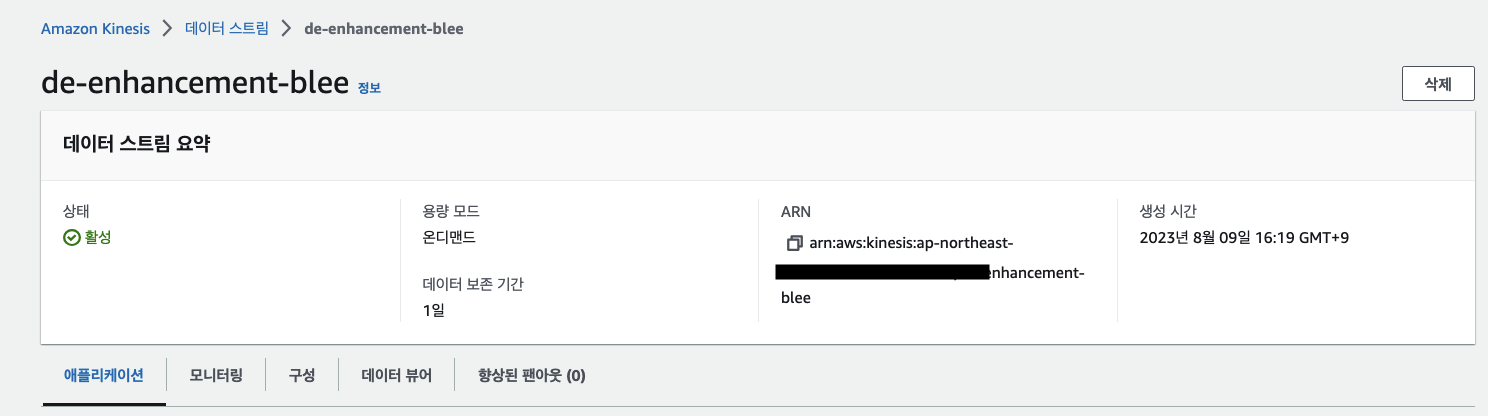 Amazon Kinesis > 데이터 스트림 > de-enhancement-blee
de-enhancement-blee 정보
삭제
데이터 스트림 요약
상태
활성
용량 모드
온디맨드
데이터 보존 기간
1일
ARN
arn:aws:kinesis:ap-northeast-
enhancement-
blee
생성 시간
2023년 8월 09일 16:19 GMT+9
애플리케이션
모니터링
구성
데이터 뷰어
향상된 팬아웃 (0)